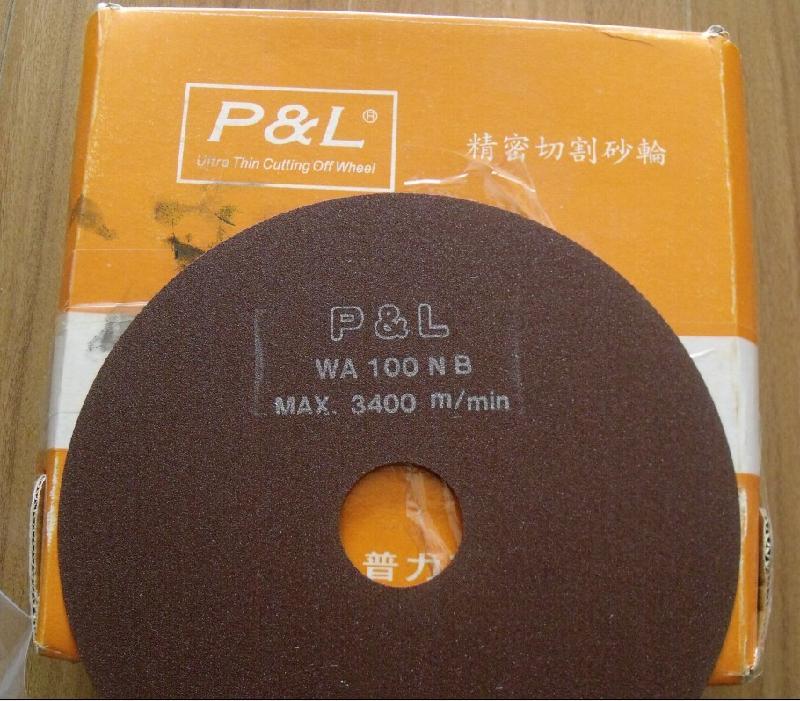 P&L®
Ultra Thin Cutting Off Wheel
精密切割砂輪
P & L
WA 100 N B
MAX. 3400 m/min
普力